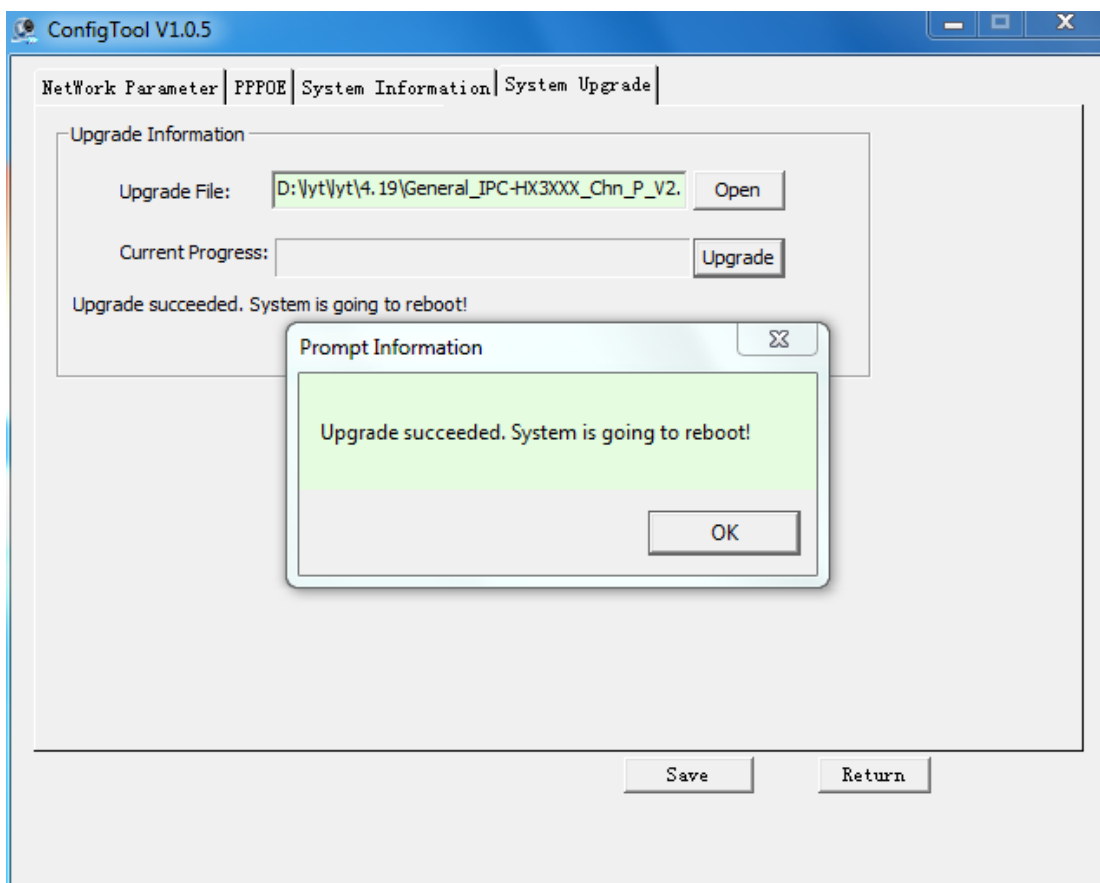 ConfigTool V1.0.5
NetWork Parameter PPPOE System Information System Upgrade
Upgrade Information
Upgrade File: D:\lyt\lyt\4.19\General_IPC-HX3XXX_Chn_P_V2. Open
Current Progress: Upgrade
Upgrade succeeded. System is going to reboot!
Prompt Information
Upgrade succeeded. System is going to reboot!
OK
Save Return